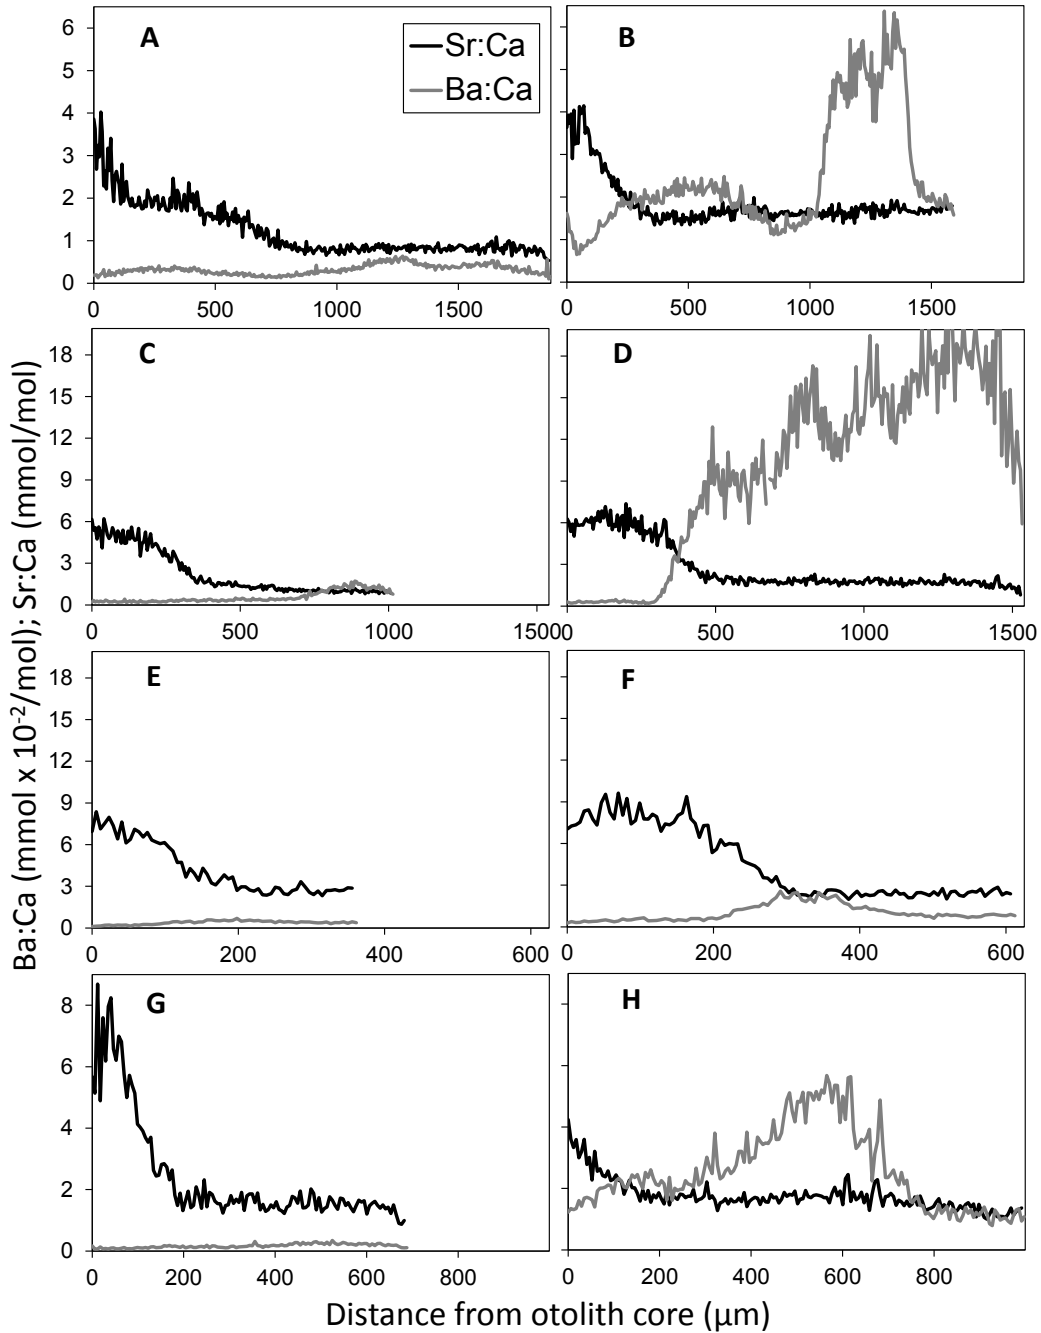 A
B
Sr:Ca
Ba:Ca
6
5
4
3
2
1
0
0 500 1000 1500
0 500 1000 1500
C
D
18
15
12
9
6
3
0
0 500 1000 15000
500 1000 1500
E
F
18
15
12
9
6
3
0
0 200 400 600
0 200 400 600
G
H
8
6
4
2
0
0 200 400 600 800
0 200 400 600 800
Ba:Ca (mmol x 10⁻²/mol); Sr:Ca (mmol/mol)
Distance from otolith core (µm)